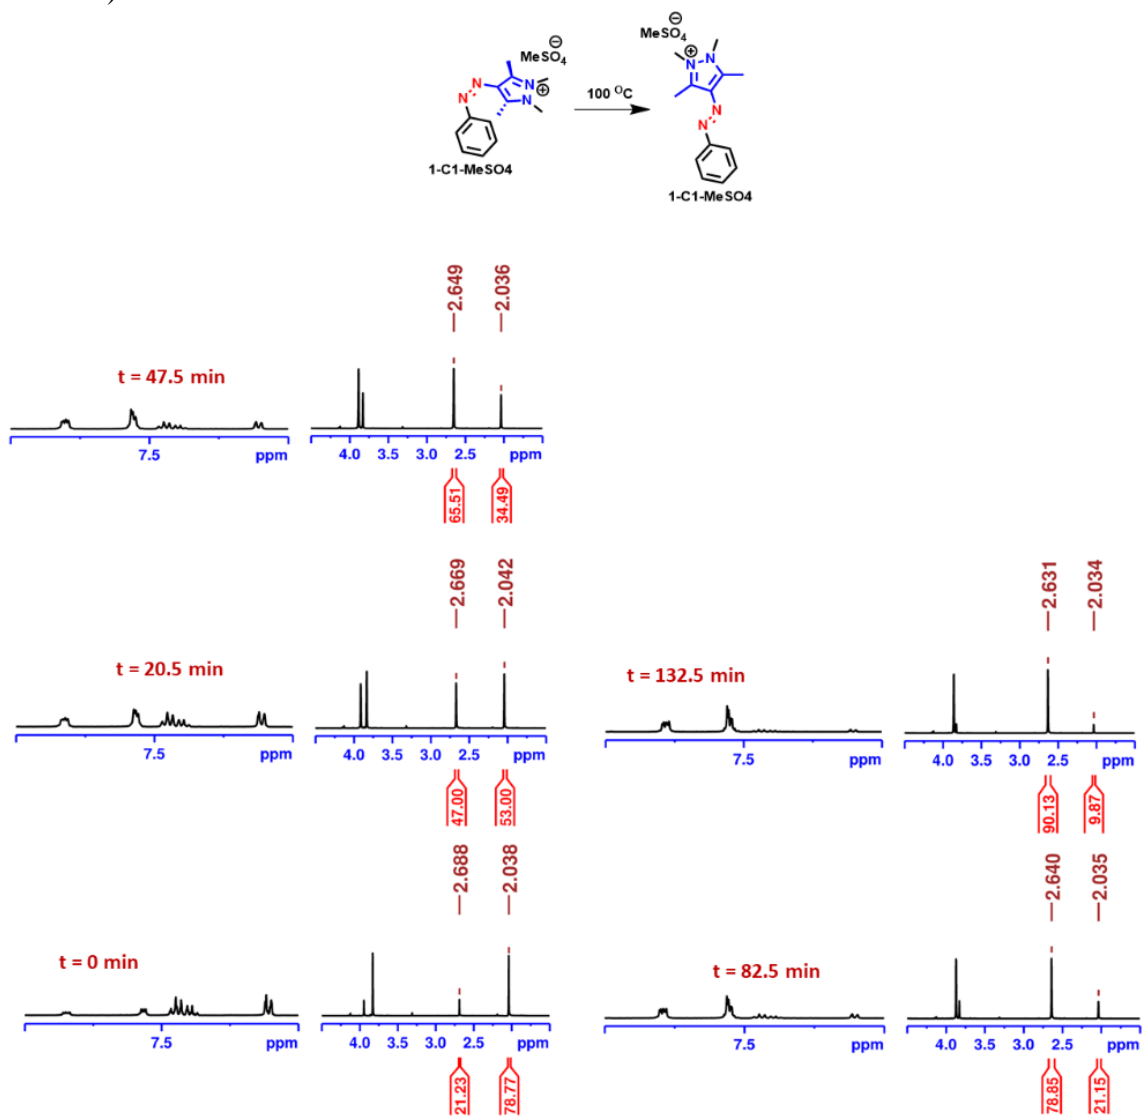 )
MeSO4⊖
N
N
N
N⊕
1-C1-MeSO4
100 OC
MeSO4⊖
⊕
N
N
N
N
1-C1-MeSO4
2.649
2.036
t = 47.5 min
7.5
ppm
4.0 3.5 3.0 2.5 ppm
65.51
34.49
2.669
2.042
t = 20.5 min
7.5
ppm
4.0 3.5 3.0 2.5 ppm
47.00
53.00
2.631
2.034
t = 132.5 min
7.5
ppm
4.0 3.5 3.0 2.5 ppm
90.13
9.87
2.688
2.038
t = 0 min
7.5
ppm
4.0 3.5 3.0 2.5 ppm
21.23
78.77
2.640
2.035
t = 82.5 min
7.5
ppm
4.0 3.5 3.0 2.5 ppm
78.85
21.15